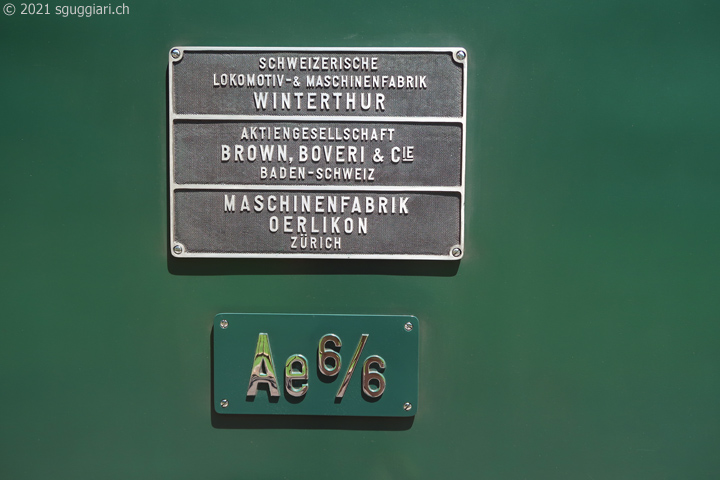 © 2021 sguggiari.ch
SCHWEIZERISCHE
LOKOMOTIV-& MASCHINENFABRIK
WINTERTHUR
AKTIENGESELLSCHAFT
BROWN, BOVERI & CIE
BADEN-SCHWEIZ
MASCHINENFABRIK
OERLIKON
ZÜRICH
Ae 6/6